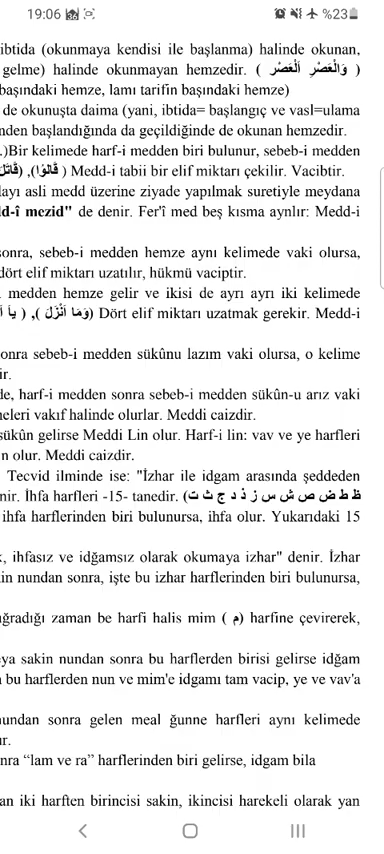 19:06 %23
ibtida (okunmaya kendisi ile başlanma) halinde okunan,
gelme) halinde okunmayan hemzedir. ( وَالْعَصْرِ اَلْعَصْر )
başındaki hemze, lamı tarifin başındaki hemze)
de okunuşta daima (yani, ibtida= başlangıç ve vasl=ulama
nden başlandığında da geçildiğinde de okunan hemzedir.
.)Bir kelimede harf-i medden biri bulunur, sebeb-i medden
قَاتَلَ), (قَالُوا ) Medd-i tabii bir elif miktarı çekilir. Vacibtir.
layı asli medd üzerine ziyade yapılmak suretiyle meydana
ld-î mezid" de denir. Fer'î med beş kısma ayrılır: Medd-i
sonra, sebeb-i medden hemze aynı kelimede vaki olursa,
dört elif miktarı uzatılır, hükmü vaciptir.
medden hemze gelir ve ikisi de ayrı ayrı iki kelimede
(وَمَا اَنْزَلَ ), ( يَا Dört elif miktarı uzatmak gerekir. Medd-i
onra sebeb-i medden sükûnu lazım vaki olursa, o kelime
ir.
de, harf-i medden sonra sebeb-i medden sükûn-u arız vaki
neleri vakıf halinde olurlar. Meddi caizdir.
sükûn gelirse Meddi Lin olur. Harf-i lin: vav ve ye harfleri
n olur. Meddi caizdir.
Tecvid ilminde ise: "İzhar ile idgam arasında şeddeden
nir. İhfa harfleri -15- tanedir. (ت ث ج د ذ ز س ش ص ض ط ظ
ihfa harflerinden biri bulunursa, ihfa olur. Yukarıdaki 15
k, ihfasız ve idğamsız olarak okumaya izhar" denir. İzhar
in nundan sonra, işte bu izhar harflerinden biri bulunursa,
ığradığı zaman be harfi halis mim ( م ) harfine çevirerek,
ya sakin nundan sonra bu harflerden birisi gelirse idğam
bu harflerden nun ve mim'e idgamı tam vacip, ye ve vav'a
nundan sonra gelen meal ğunne harfleri aynı kelimede
ır.
nra “lam ve ra” harflerinden biri gelirse, idgam bila
an iki harften birincisi sakin, ikincisi harekeli olarak yan